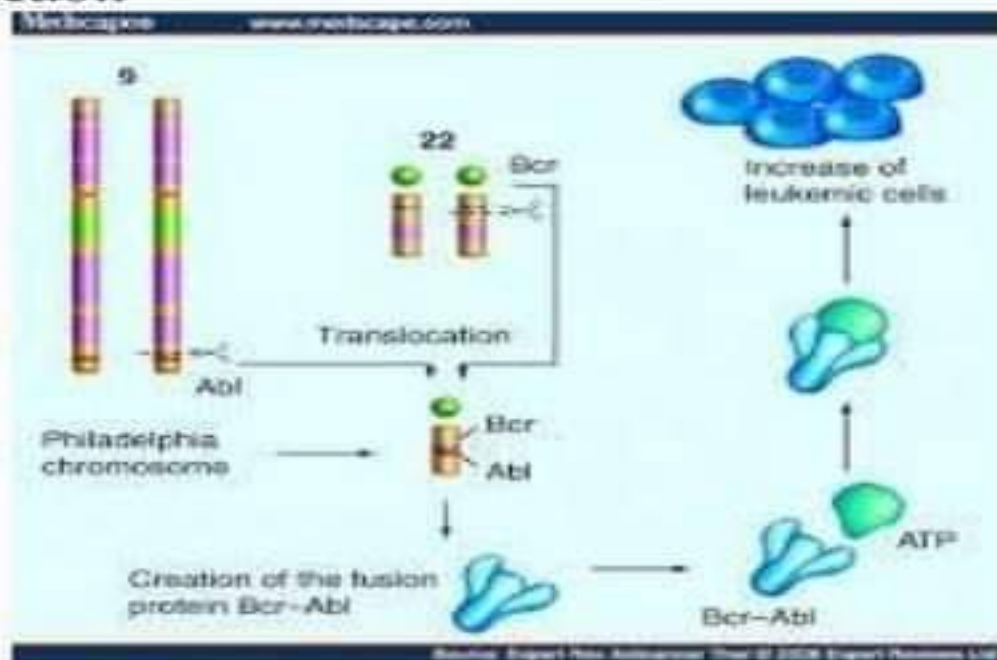 www.medscape.com
9
22
Bcr
Increase of
leukemic cells
Translocation
Abl
Philadelphia
chromosome
Bcr
Abl
ATP
Creation of the fusion
protein Bcr-Abl
Bcr-Abl